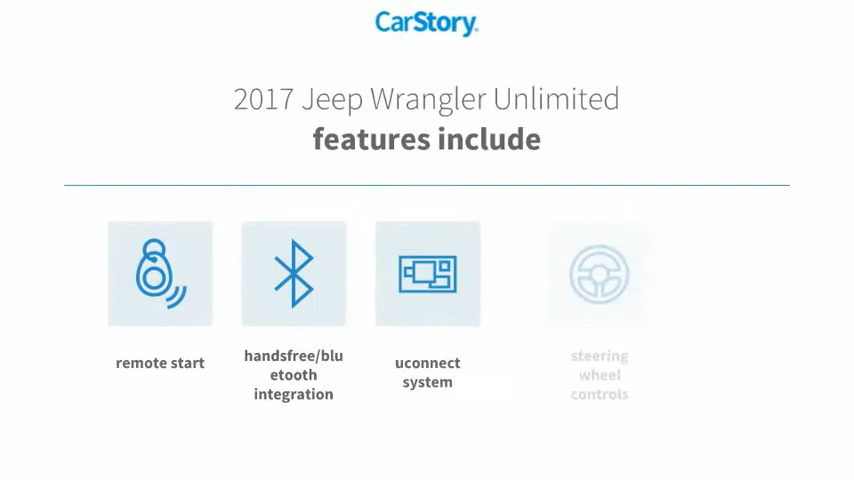 CarStory.
2017 Jeep Wrangler Unlimited
features include
remote start
handsfree/blu
etooth
integration
uconnect
system
steering
wheel
controls